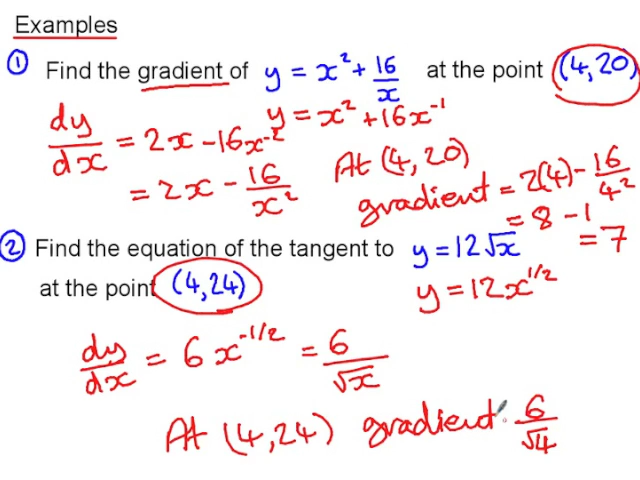 Examples
① Find the gradient of y = x² + 16/x at the point (4,20)
y = x² + 16x⁻¹
dy/dx = 2x - 16x⁻²
= 2x - 16/x²
At (4,20)
gradient = 2(4) - 16/4²
= 8 - 1
= 7
② Find the equation of the tangent to y = 12√x
at the point (4,24)
y = 12x^1/2
dy/dx = 6x^-1/2 = 6/√x
At (4,24) gradient = 6/√4